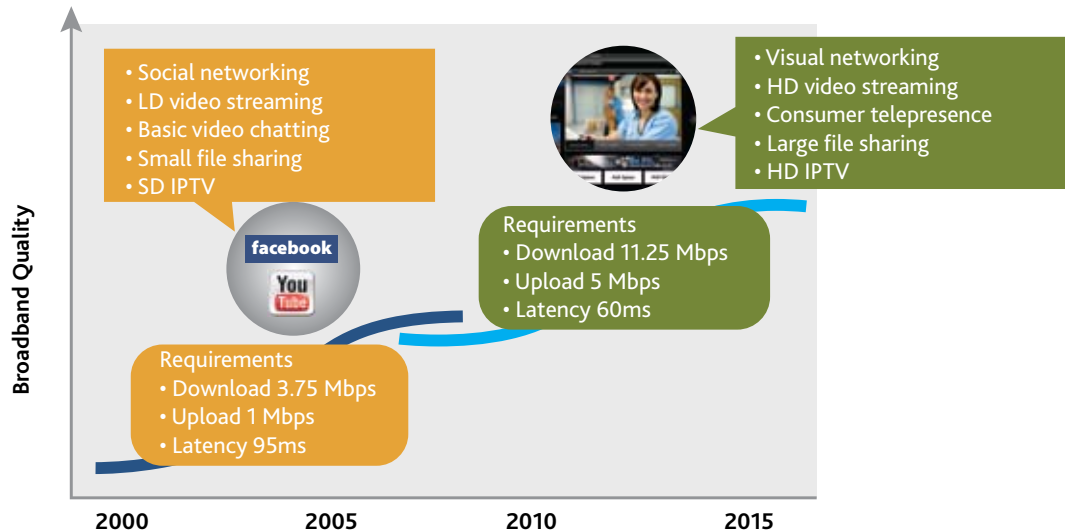 • Social networking
• LD video streaming
• Basic video chatting
• Small file sharing
• SD IPTV
• Visual networking
• HD video streaming
• Consumer telepresence
• Large file sharing
• HD IPTV
Broadband Quality
facebook
You
Tube
Requirements
• Download 11.25 Mbps
• Upload 5 Mbps
• Latency 60ms
Requirements
• Download 3.75 Mbps
• Upload 1 Mbps
• Latency 95ms
2000 2005 2010 2015